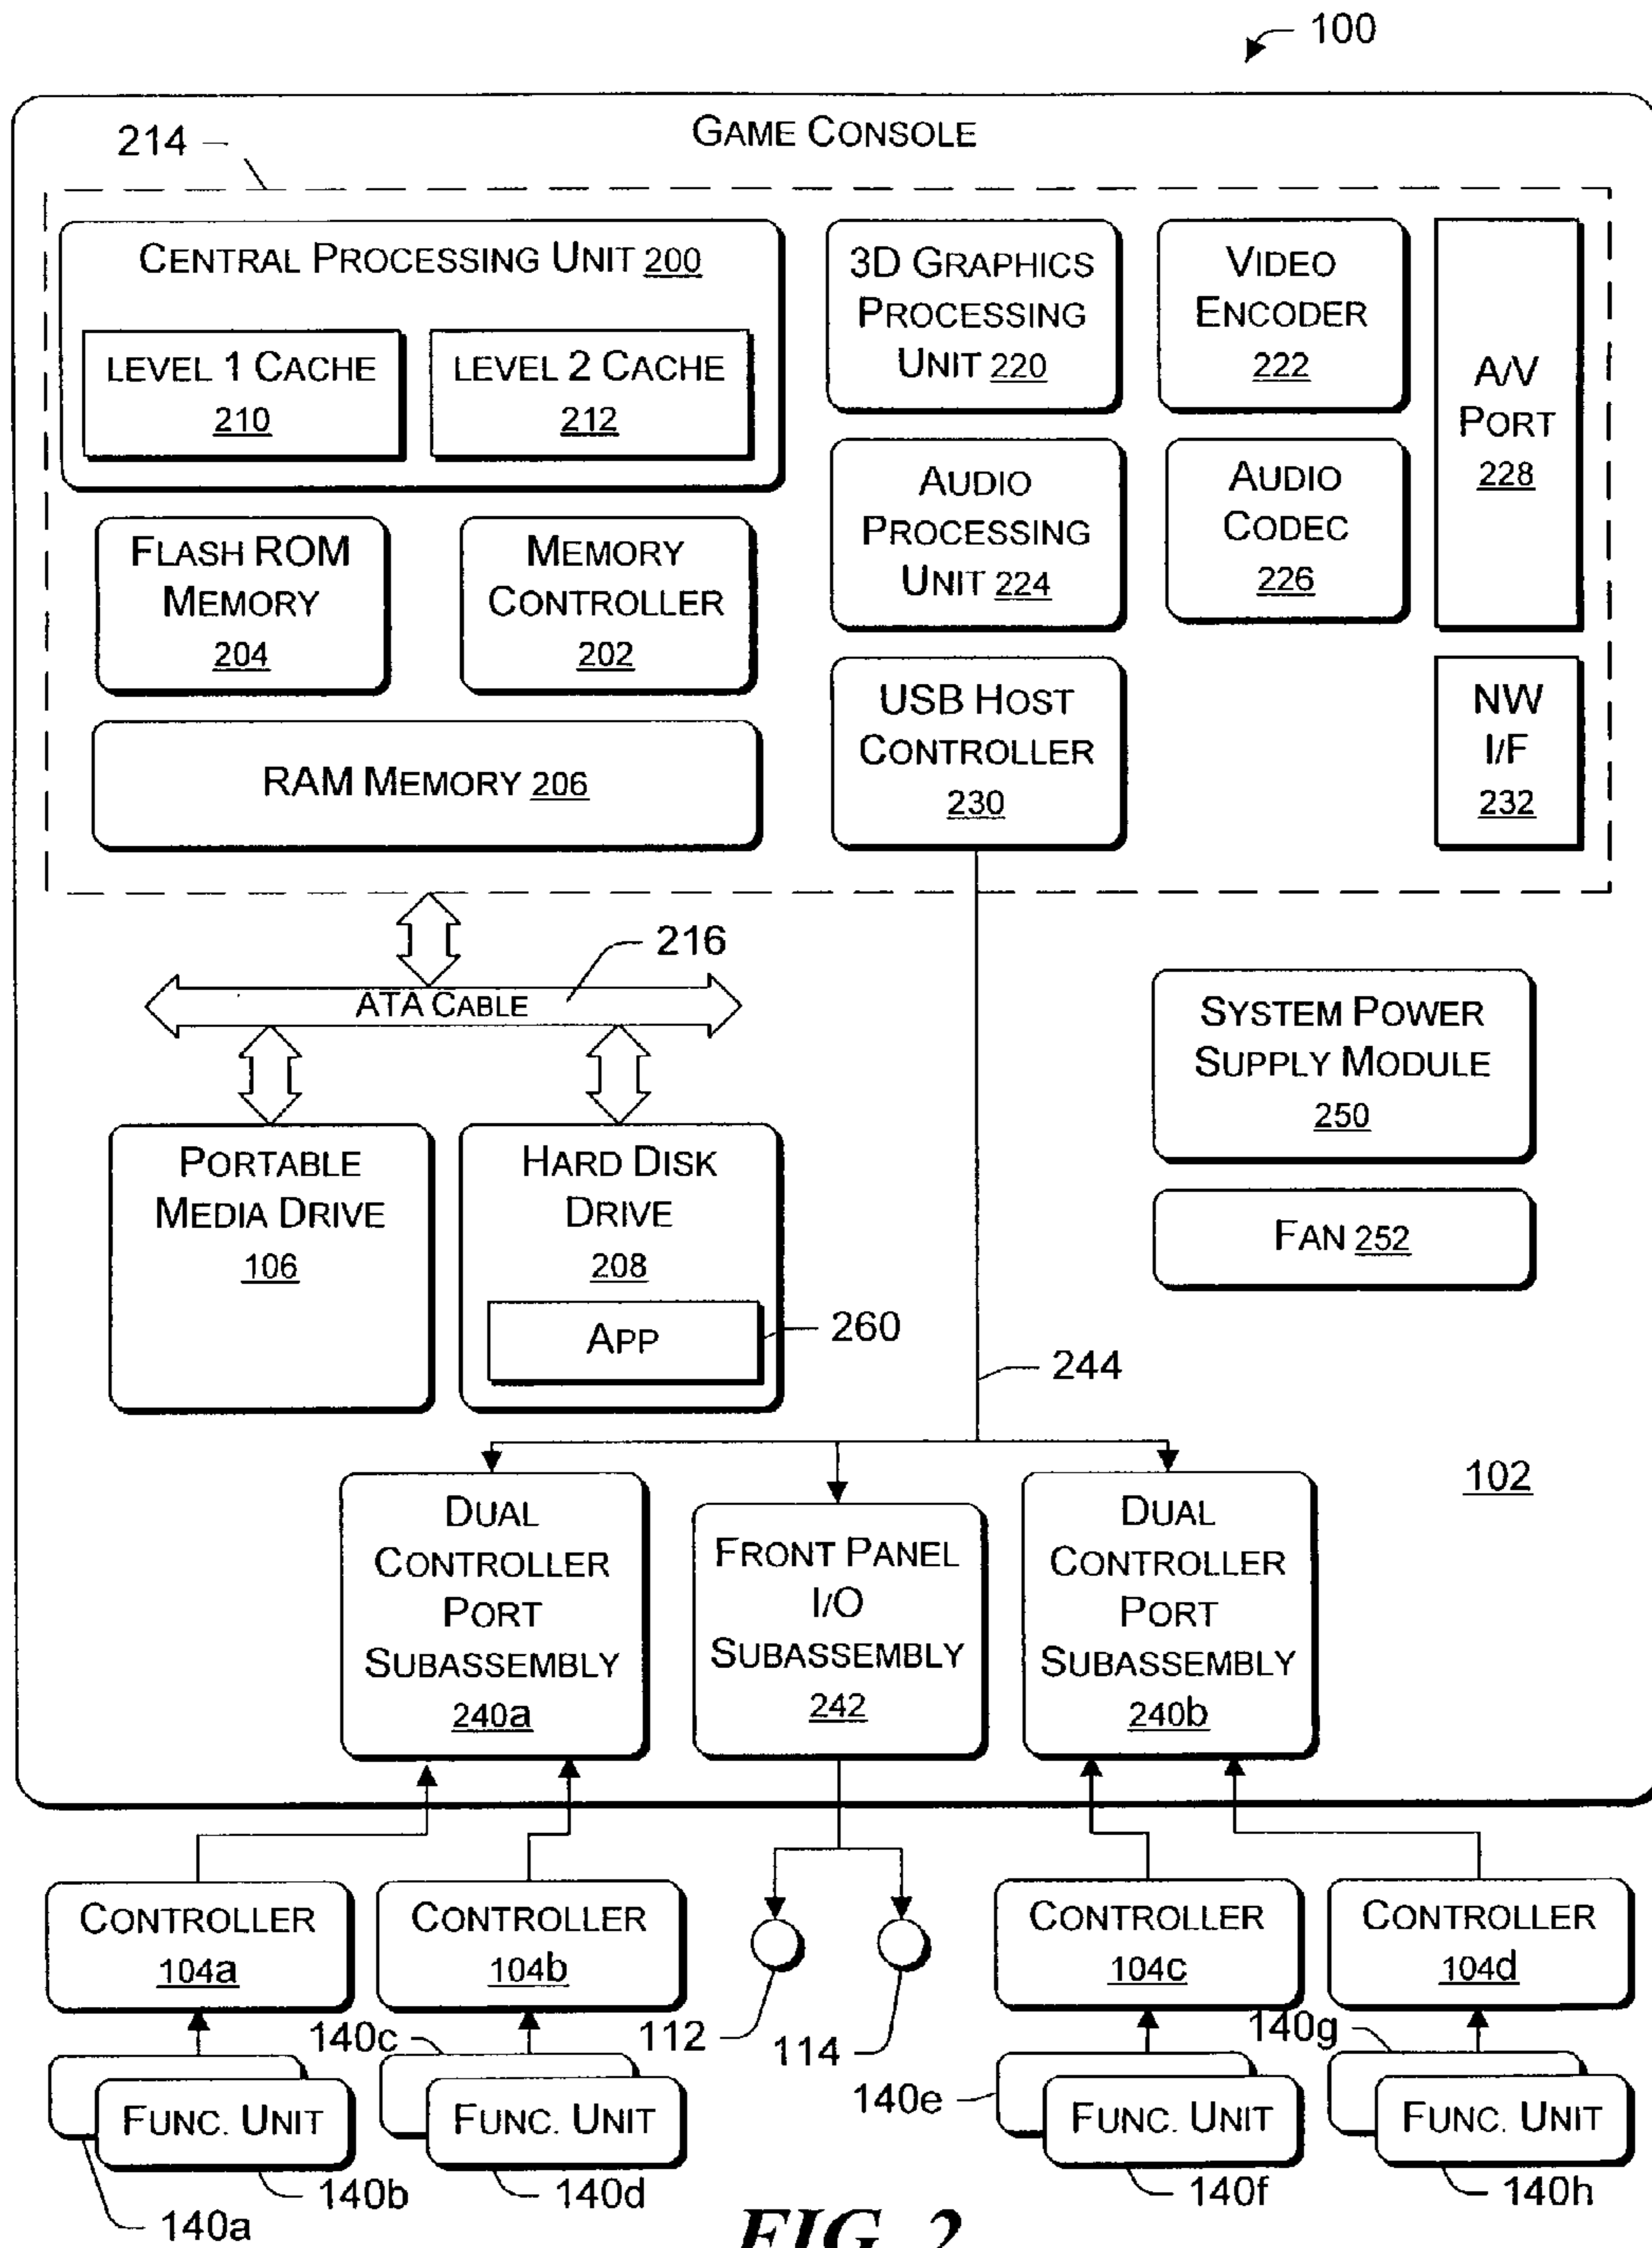 100
GAME CONSOLE
214
CENTRAL PROCESSING UNIT 200
LEVEL 1 CACHE
210
LEVEL 2 CACHE
212
3D GRAPHICS
PROCESSING
UNIT 220
VIDEO
ENCODER
222
A/V
PORT
228
FLASH ROM
MEMORY
204
MEMORY
CONTROLLER
202
AUDIO
PROCESSING
UNIT 224
AUDIO
CODEC
226
RAM MEMORY 206
USB HOST
CONTROLLER
230
NW
I/F
232
216
ATA CABLE
SYSTEM POWER
SUPPLY MODULE
250
PORTABLE
MEDIA DRIVE
106
HARD DISK
DRIVE
208
APP
260
FAN 252
244
102
DUAL
CONTROLLER
PORT
SUBASSEMBLY
240a
FRONT PANEL
I/O
SUBASSEMBLY
242
DUAL
CONTROLLER
PORT
SUBASSEMBLY
240b
CONTROLLER
104a
CONTROLLER
104b
CONTROLLER
104c
CONTROLLER
104d
112
114
140c
140e
140g
FUNC. UNIT
FUNC. UNIT
FUNC. UNIT
FUNC. UNIT
140a
140b
140d
140f
140h
FIG. 2